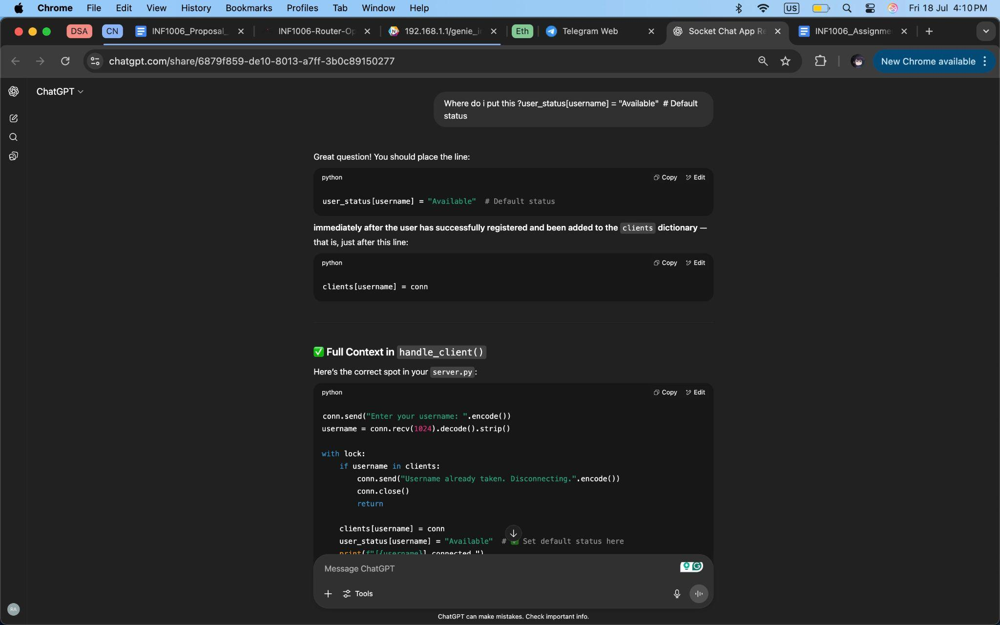 Chrome File Edit View History Bookmarks Profiles Tab Window Help US Fri 18 Jul 4:10 PM
DSA CN INF1006_Proposal_ INF1006-Router-Op 192.168.1.1/genie_i Eth Telegram Web Socket Chat App Re INF1006_Assignme
chatgpt.com/share/6879f859-de10-8013-a7ff-3b0c89150277 New Chrome available
ChatGPT
Where do i put this ?user_status[username] = "Available"  # Default
status
Great question! You should place the line:
python Copy Edit
user_status[username] = "Available"  # Default status
immediately after the user has successfully registered and been added to the clients dictionary —
that is, just after this line:
python Copy Edit
clients[username] = conn
✅ Full Context in handle_client()
Here's the correct spot in your server.py:
python Copy Edit
conn.send("Enter your username: ".encode())
username = conn.recv(1024).decode().strip()
with lock:
    if username in clients:
        conn.send("Username already taken. Disconnecting.".encode())
        conn.close()
        return
    clients[username] = conn
    user_status[username] = "Available"  # ✅ Set default status here
    print(f"[{username}] connected.")
Message ChatGPT
Tools
RA
ChatGPT can make mistakes. Check important info.